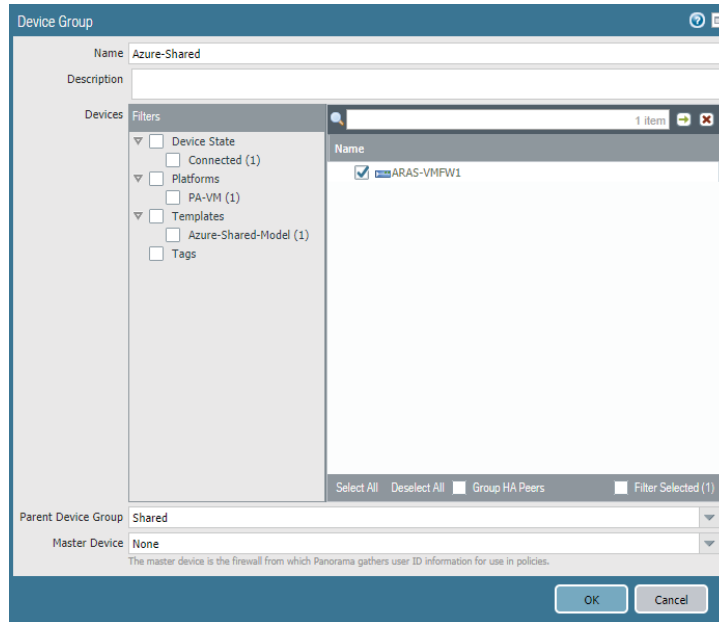 Device Group
Name Azure-Shared
Description
Devices Filters
1 item
Device State
Connected (1)
Platforms
PA-VM (1)
Templates
Azure-Shared-Model (1)
Tags
Name
ARAS-VMFW1
Select All Deselect All Group HA Peers Filter Selected (1)
Parent Device Group Shared
Master Device None
The master device is the firewall from which Panorama gathers user ID information for use in policies.
OK Cancel